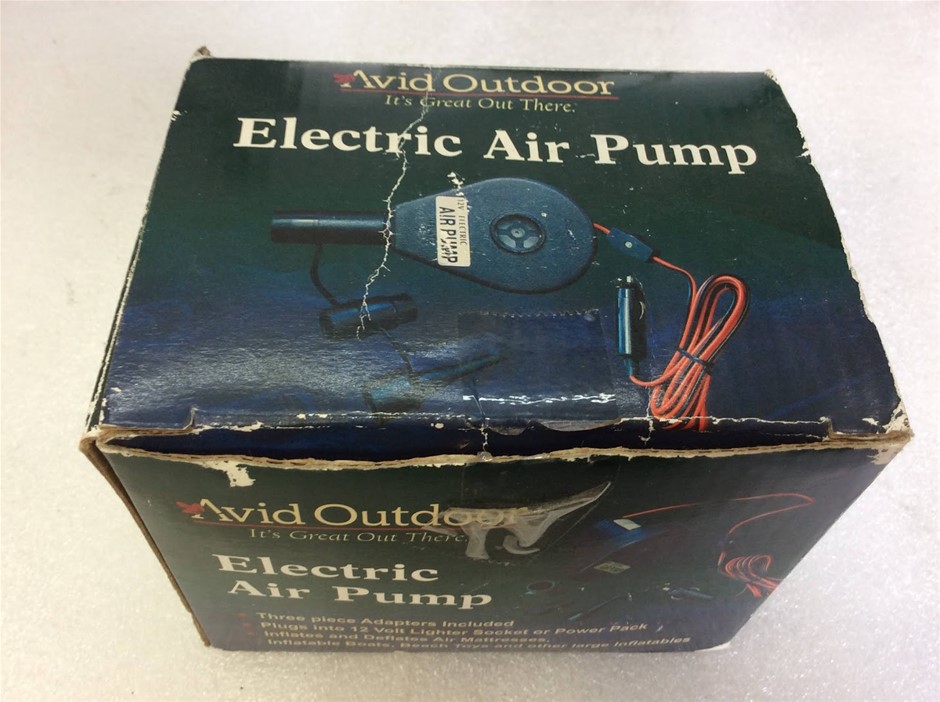 Avid Outdoor
It's Great Out There.
Electric Air Pump
12V ELECTRIC
AIR PUMP
Avid Outdoor
It's Great Out There.
Electric
Air Pump
Three piece Adapters Included
Plugs into 12 Volt Lighter Socket or Power Pack
Inflates and Deflates Air Mattresses,
Inflatable Boats, Beach Toys and other large inflatables